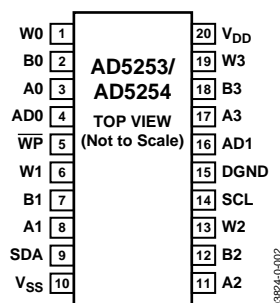 W0 1 20 VDD
B0 2 19 W3
A0 3 AD5253/ 18 B3
AD0 4 AD5254 17 A3
WP 5 TOP VIEW 16 AD1
W1 6 (Not to Scale) 15 DGND
B1 7 14 SCL
A1 8 13 W2
SDA 9 12 B2
VSS 10 11 A2
03824-0-002